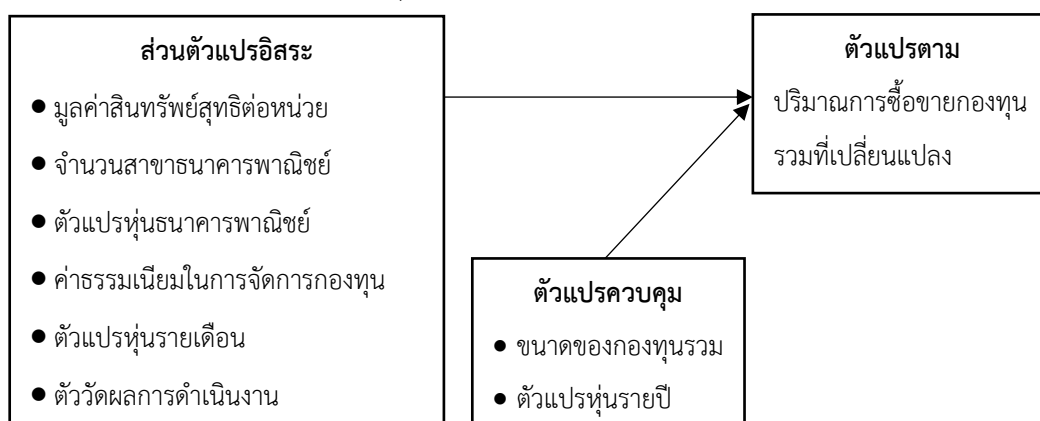 ส่วนตัวแปรอิสระ
● มูลค่าสินทรัพย์สุทธิต่อหน่วย
● จำนวนสาขาธนาคารพาณิชย์
● ตัวแปรหุ่นธนาคารพาณิชย์
● ค่าธรรมเนียมในการจัดการกองทุน
● ตัวแปรหุ่นรายเดือน
● ตัววัดผลการดำเนินงาน
ตัวแปรตาม
ปริมาณการซื้อขายกองทุน
รวมที่เปลี่ยนแปลง
ตัวแปรควบคุม
● ขนาดของกองทุนรวม
● ตัวแปรหุ่นรายปี